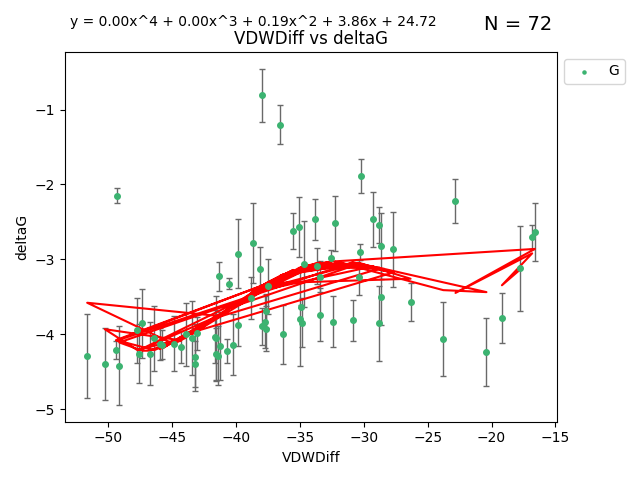 y = 0.00x^4 + 0.00x^3 + 0.19x^2 + 3.86x + 24.72
N = 72
VDWDiff vs deltaG
G
−1
−2
−3
−4
−5
deltaG
−50 −45 −40 −35 −30 −25 −20 −15
VDWDiff